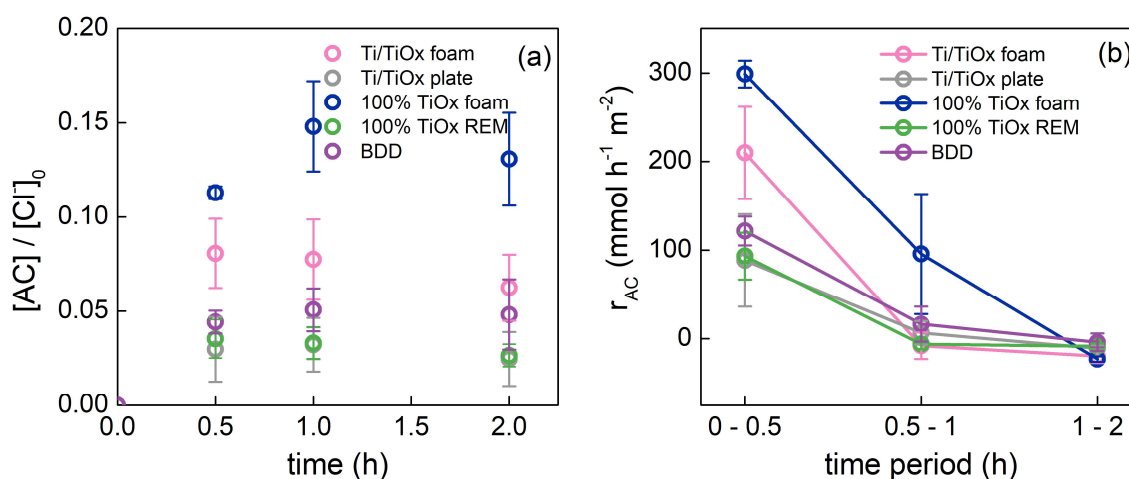 (a)
Ti/TiOx foam
Ti/TiOx plate
100% TiOx foam
100% TiOx REM
BDD
[AC] / [Cl⁻]₀
0.20
0.15
0.10
0.05
0.00
0.0 0.5 1.0 1.5 2.0
time (h)
(b)
Ti/TiOx foam
Ti/TiOx plate
100% TiOx foam
100% TiOx REM
BDD
r_AC (mmol h⁻¹ m⁻²)
300
200
100
0
0 - 0.5 0.5 - 1 1 - 2
time period (h)